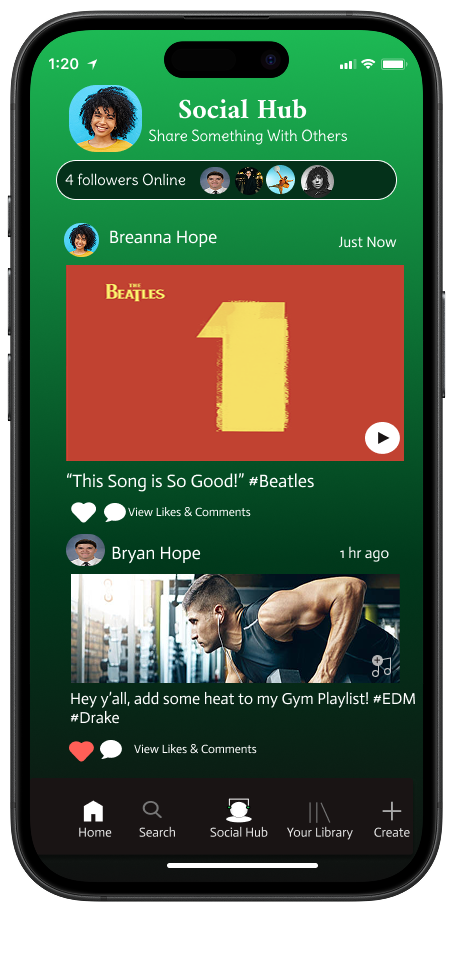 1:20
Social Hub
Share Something With Others
4 followers Online
Breanna Hope
Just Now
THE
BEATLES
1
“This Song is So Good!” #Beatles
View Likes & Comments
Bryan Hope
1 hr ago
Hey y'all, add some heat to my Gym Playlist! #EDM
#Drake
View Likes & Comments
Home Search Social Hub Your Library Create